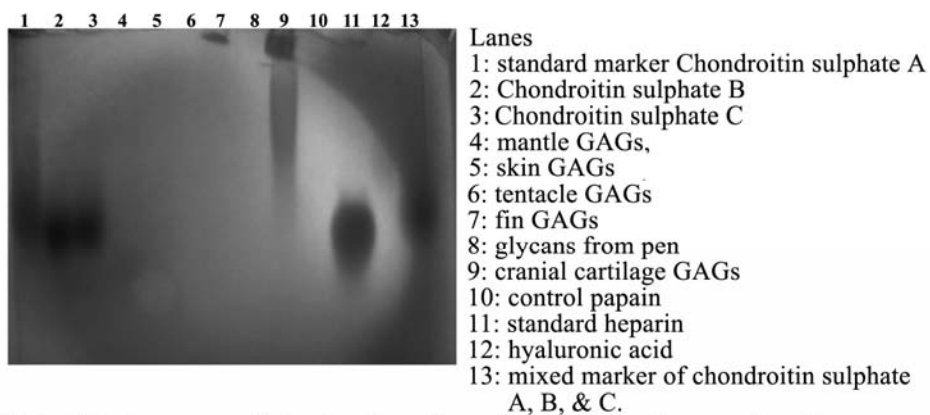 1 2 3 4 5 6 7 8 9 10 11 12 13
Lanes
1: standard marker Chondroitin sulphate A
2: Chondroitin sulphate B
3: Chondroitin sulphate C
4: mantle GAGs,
5: skin GAGs
6: tentacle GAGs
7: fin GAGs
8: glycans from pen
9: cranial cartilage GAGs
10: control papain
11: standard heparin
12: hyaluronic acid
13: mixed marker of chondroitin sulphate
A, B, & C.